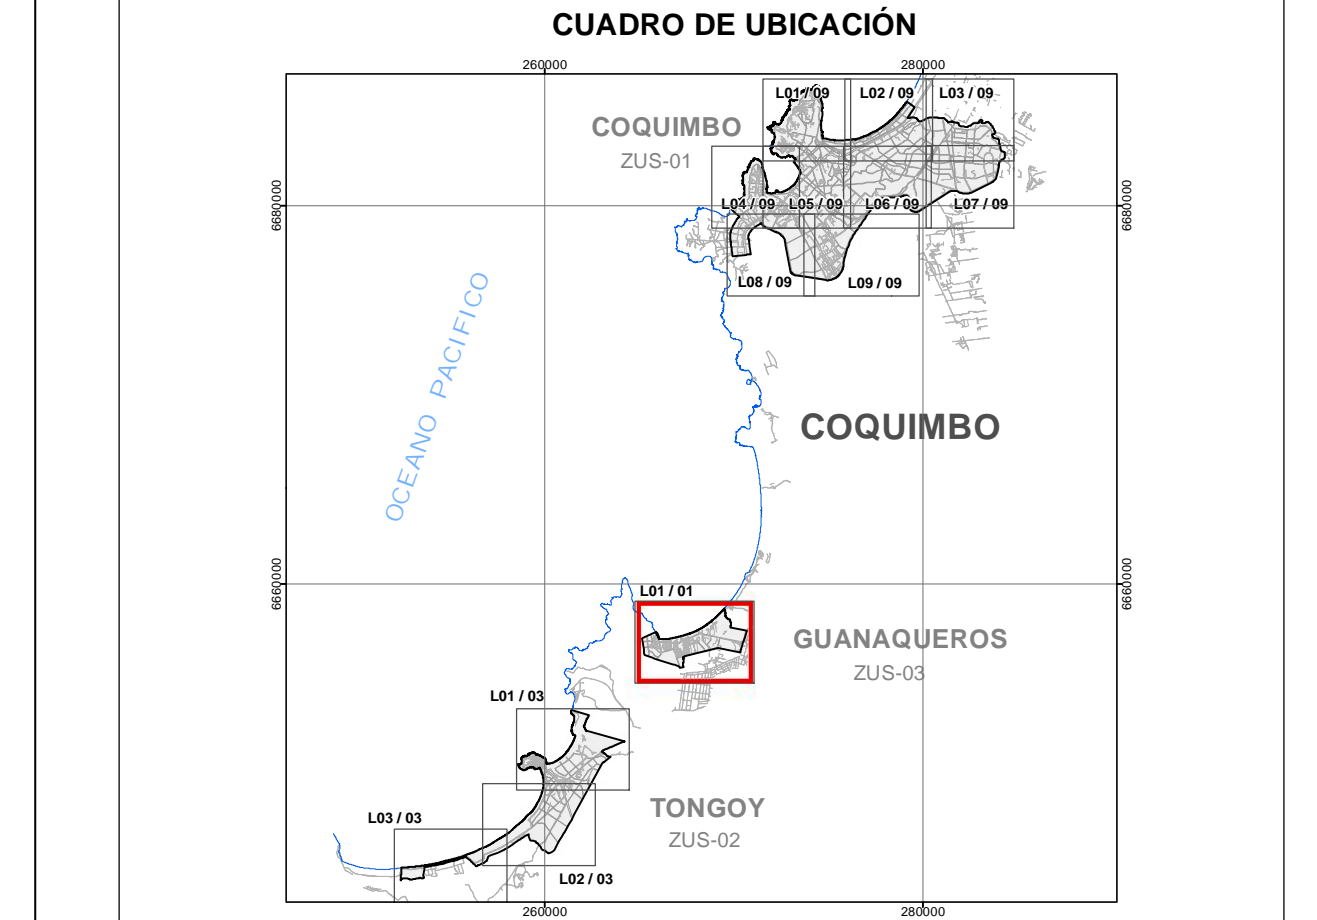 CUADRO DE UBICACIÓN
260000
280000
L01 / 09
L02 / 09
L03 / 09
COQUIMBO
ZUS-01
6680000
6680000
L04 / 09
L05 / 09
L06 / 09
L07 / 09
L08 / 09
L09 / 09
OCEANO PACIFICO
COQUIMBO
6660000
6660000
L01 / 01
GUANAQUEROS
ZUS-03
L01 / 03
TONGOY
ZUS-02
L03 / 03
L02 / 03
260000
280000